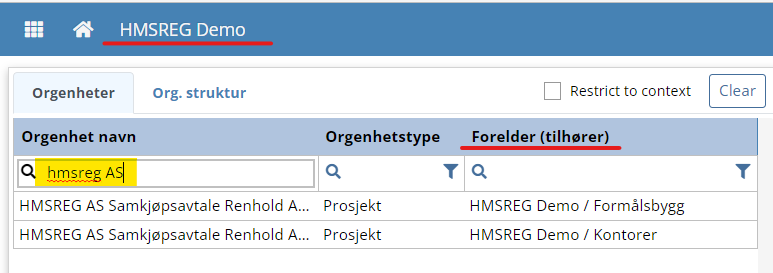 HMSREG Demo
Orgenheter Org. struktur Restrict to context Clear
Orgenhet navn Orgenhetstype Forelder (tilhører)
hmsreg AS
HMSREG AS Samkjøpsavtale Renhold A... Prosjekt HMSREG Demo / Formålsbygg
HMSREG AS Samkjøpsavtale Renhold A... Prosjekt HMSREG Demo / Kontorer